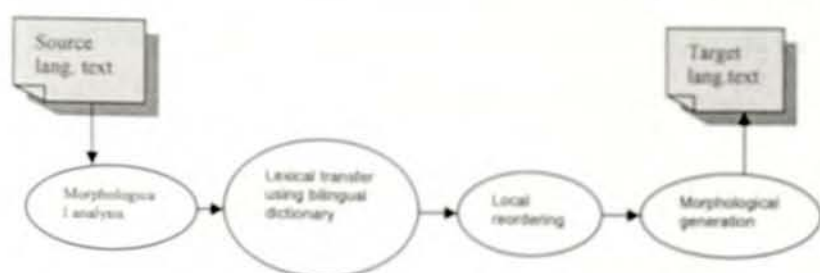 Source
lang. text
Morphologica
l analysis
Lexical transfer
using bilingual
dictionary
Local
reordering
Morphological
generation
Target
lang.text